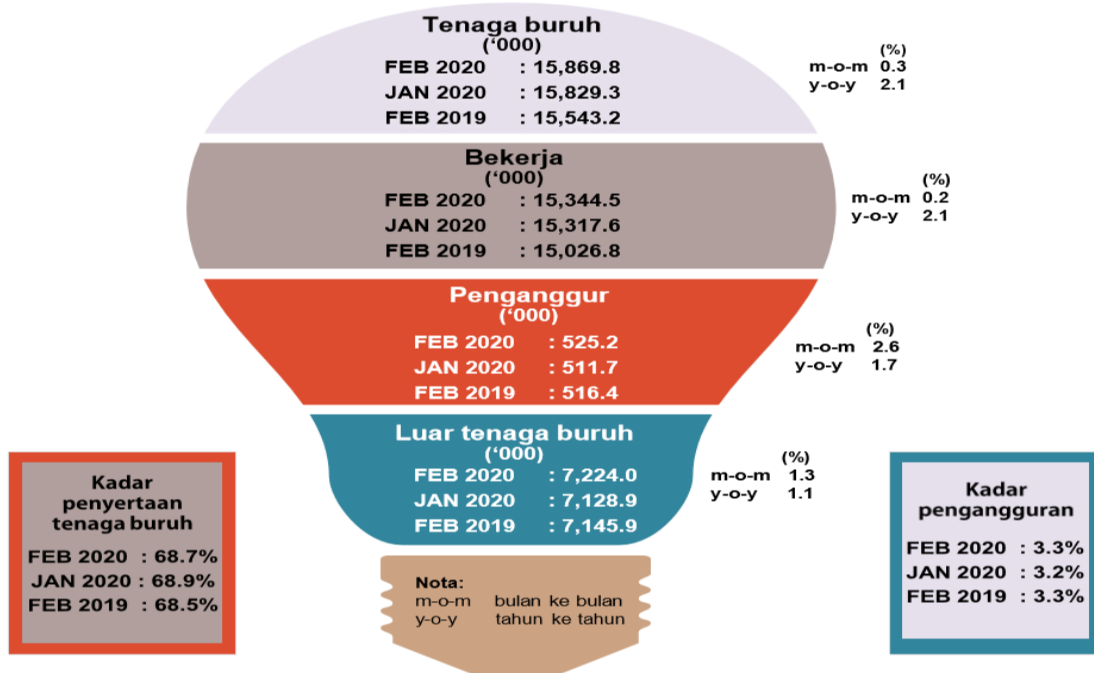 Tenaga buruh
(‘000)
FEB 2020 : 15,869.8
JAN 2020 : 15,829.3
FEB 2019 : 15,543.2
(%)
m-o-m 0.3
y-o-y 2.1
Bekerja
(‘000)
FEB 2020 : 15,344.5
JAN 2020 : 15,317.6
FEB 2019 : 15,026.8
(%)
m-o-m 0.2
y-o-y 2.1
Penganggur
(‘000)
FEB 2020 : 525.2
JAN 2020 : 511.7
FEB 2019 : 516.4
(%)
m-o-m 2.6
y-o-y 1.7
Luar tenaga buruh
(‘000)
FEB 2020 : 7,224.0
JAN 2020 : 7,128.9
FEB 2019 : 7,145.9
(%)
m-o-m 1.3
y-o-y 1.1
Kadar
penyertaan
tenaga buruh
FEB 2020 : 68.7%
JAN 2020 : 68.9%
FEB 2019 : 68.5%
Nota:
m-o-m bulan ke bulan
y-o-y tahun ke tahun
Kadar
pengangguran
FEB 2020 : 3.3%
JAN 2020 : 3.2%
FEB 2019 : 3.3%